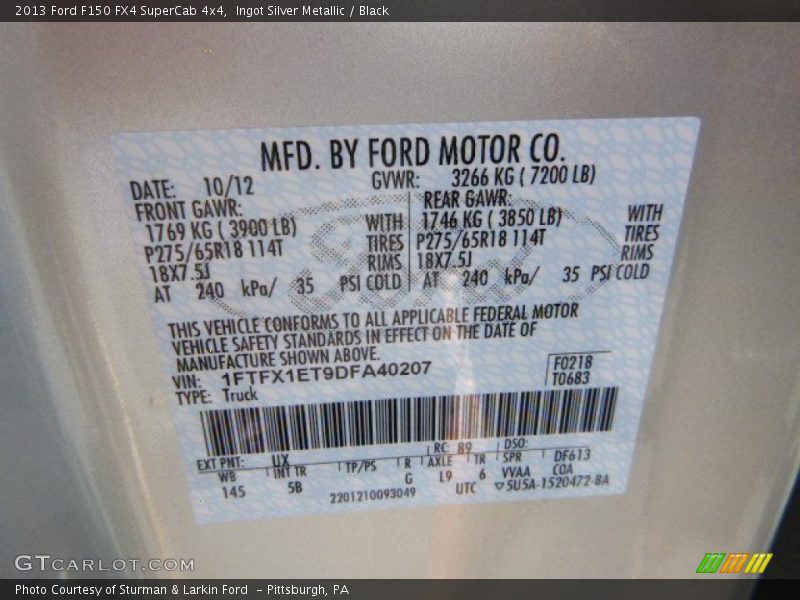 2013 Ford F150 FX4 SuperCab 4x4,  Ingot Silver Metallic / Black
MFD. BY FORD MOTOR CO.
DATE: 10/12 GVWR: 3266 KG ( 7200 LB)
FRONT GAWR: REAR GAWR:
1769 KG ( 3900 LB) WITH 1746 KG ( 3850 LB) WITH
P275/65R18 114T TIRES P275/65R18 114T TIRES
18X7.5J RIMS 18X7.5J RIMS
AT 240 kPa/ 35 PSI COLD AT 240 kPa/ 35 PSI COLD
THIS VEHICLE CONFORMS TO ALL APPLICABLE FEDERAL MOTOR
VEHICLE SAFETY STANDARDS IN EFFECT ON THE DATE OF
MANUFACTURE SHOWN ABOVE.
VIN: 1FTFX1ET9DFA40207 F0218
TYPE: Truck T0683
EXT PNT: UX RC: 89 DSO:
WB INT TR TP/PS R AXLE TR SPR DF613
145 5B G L9 6 VVAA COA
2201210093049 UTC ▽5U5A-1520472-BA
Ford
GTCARLOT.COM
Photo Courtesy of Sturman & Larkin Ford  - Pittsburgh, PA